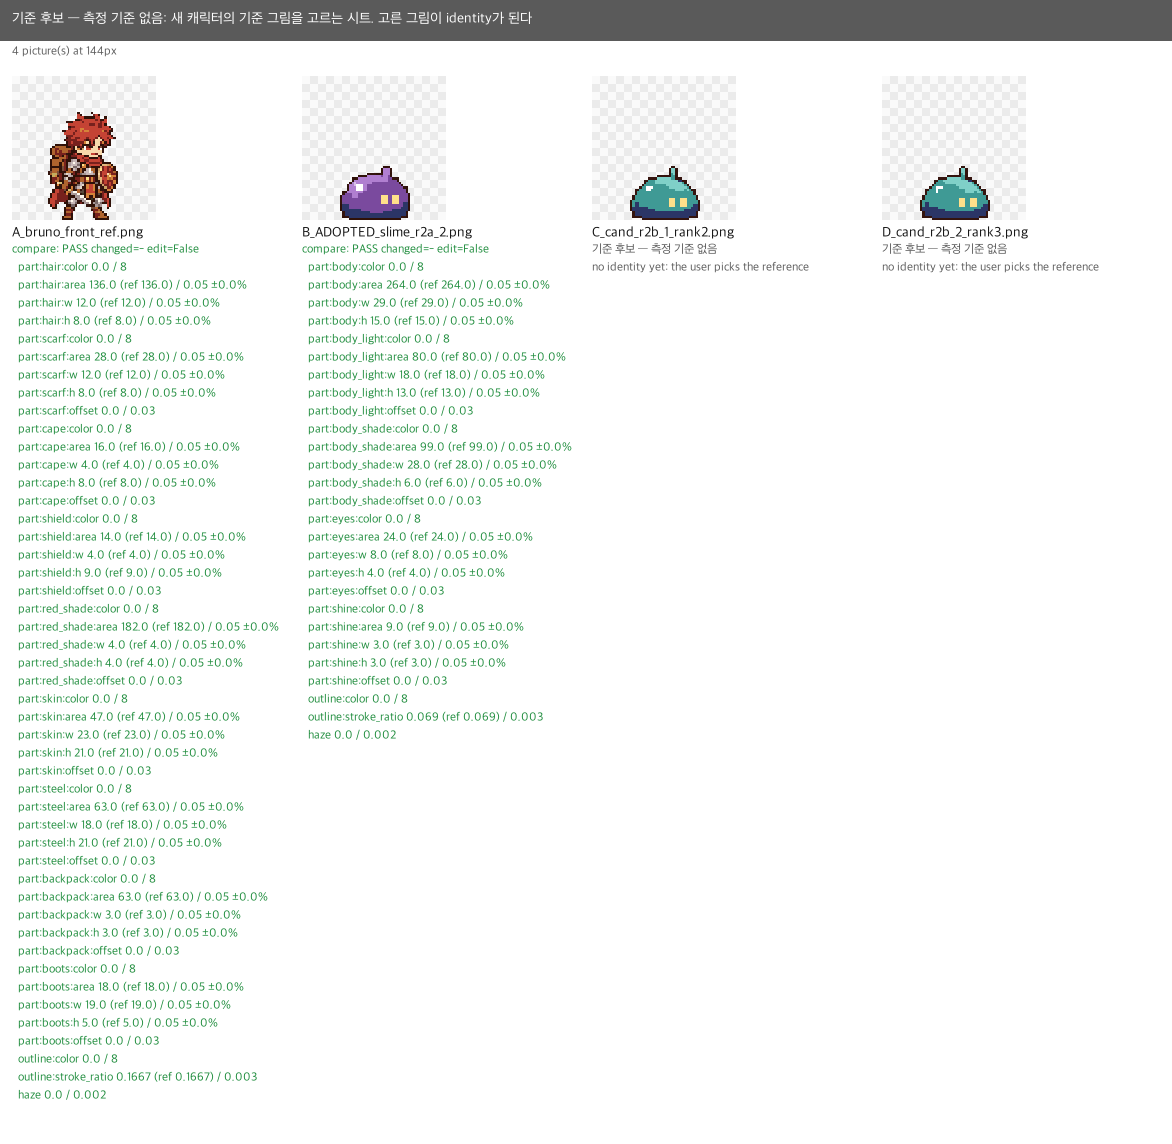 기준 후보 — 측정 기준 없음: 새 캐릭터의 기준 그림을 고르는 시트. 고른 그림이 identity가 된다
4 picture(s) at 144px
A_bruno_front_ref.png
compare: PASS changed=– edit=False
part:hair:color 0.0 / 8
part:hair:area 136.0 (ref 136.0) / 0.05 ±0.0%
part:hair:w 12.0 (ref 12.0) / 0.05 ±0.0%
part:hair:h 8.0 (ref 8.0) / 0.05 ±0.0%
part:scarf:color 0.0 / 8
part:scarf:area 28.0 (ref 28.0) / 0.05 ±0.0%
part:scarf:w 12.0 (ref 12.0) / 0.05 ±0.0%
part:scarf:h 8.0 (ref 8.0) / 0.05 ±0.0%
part:scarf:offset 0.0 / 0.03
part:cape:color 0.0 / 8
part:cape:area 16.0 (ref 16.0) / 0.05 ±0.0%
part:cape:w 4.0 (ref 4.0) / 0.05 ±0.0%
part:cape:h 8.0 (ref 8.0) / 0.05 ±0.0%
part:cape:offset 0.0 / 0.03
part:shield:color 0.0 / 8
part:shield:area 14.0 (ref 14.0) / 0.05 ±0.0%
part:shield:w 4.0 (ref 4.0) / 0.05 ±0.0%
part:shield:h 9.0 (ref 9.0) / 0.05 ±0.0%
part:shield:offset 0.0 / 0.03
part:red_shade:color 0.0 / 8
part:red_shade:area 182.0 (ref 182.0) / 0.05 ±0.0%
part:red_shade:w 4.0 (ref 4.0) / 0.05 ±0.0%
part:red_shade:h 4.0 (ref 4.0) / 0.05 ±0.0%
part:red_shade:offset 0.0 / 0.03
part:skin:color 0.0 / 8
part:skin:area 47.0 (ref 47.0) / 0.05 ±0.0%
part:skin:w 23.0 (ref 23.0) / 0.05 ±0.0%
part:skin:h 21.0 (ref 21.0) / 0.05 ±0.0%
part:skin:offset 0.0 / 0.03
part:steel:color 0.0 / 8
part:steel:area 63.0 (ref 63.0) / 0.05 ±0.0%
part:steel:w 18.0 (ref 18.0) / 0.05 ±0.0%
part:steel:h 21.0 (ref 21.0) / 0.05 ±0.0%
part:steel:offset 0.0 / 0.03
part:backpack:color 0.0 / 8
part:backpack:area 63.0 (ref 63.0) / 0.05 ±0.0%
part:backpack:w 3.0 (ref 3.0) / 0.05 ±0.0%
part:backpack:h 3.0 (ref 3.0) / 0.05 ±0.0%
part:backpack:offset 0.0 / 0.03
part:boots:color 0.0 / 8
part:boots:area 18.0 (ref 18.0) / 0.05 ±0.0%
part:boots:w 19.0 (ref 19.0) / 0.05 ±0.0%
part:boots:h 5.0 (ref 5.0) / 0.05 ±0.0%
part:boots:offset 0.0 / 0.03
outline:color 0.0 / 8
outline:stroke_ratio 0.1667 (ref 0.1667) / 0.003
haze 0.0 / 0.002
B_ADOPTED_slime_r2a_2.png
compare: PASS changed=– edit=False
part:body:color 0.0 / 8
part:body:area 264.0 (ref 264.0) / 0.05 ±0.0%
part:body:w 29.0 (ref 29.0) / 0.05 ±0.0%
part:body:h 15.0 (ref 15.0) / 0.05 ±0.0%
part:body_light:color 0.0 / 8
part:body_light:area 80.0 (ref 80.0) / 0.05 ±0.0%
part:body_light:w 18.0 (ref 18.0) / 0.05 ±0.0%
part:body_light:h 13.0 (ref 13.0) / 0.05 ±0.0%
part:body_light:offset 0.0 / 0.03
part:body_shade:color 0.0 / 8
part:body_shade:area 99.0 (ref 99.0) / 0.05 ±0.0%
part:body_shade:w 28.0 (ref 28.0) / 0.05 ±0.0%
part:body_shade:h 6.0 (ref 6.0) / 0.05 ±0.0%
part:body_shade:offset 0.0 / 0.03
part:eyes:color 0.0 / 8
part:eyes:area 24.0 (ref 24.0) / 0.05 ±0.0%
part:eyes:w 8.0 (ref 8.0) / 0.05 ±0.0%
part:eyes:h 4.0 (ref 4.0) / 0.05 ±0.0%
part:eyes:offset 0.0 / 0.03
part:shine:color 0.0 / 8
part:shine:area 9.0 (ref 9.0) / 0.05 ±0.0%
part:shine:w 3.0 (ref 3.0) / 0.05 ±0.0%
part:shine:h 3.0 (ref 3.0) / 0.05 ±0.0%
part:shine:offset 0.0 / 0.03
outline:color 0.0 / 8
outline:stroke_ratio 0.069 (ref 0.069) / 0.003
haze 0.0 / 0.002
C_cand_r2b_1_rank2.png
기준 후보 — 측정 기준 없음
no identity yet: the user picks the reference
D_cand_r2b_2_rank3.png
기준 후보 — 측정 기준 없음
no identity yet: the user picks the reference